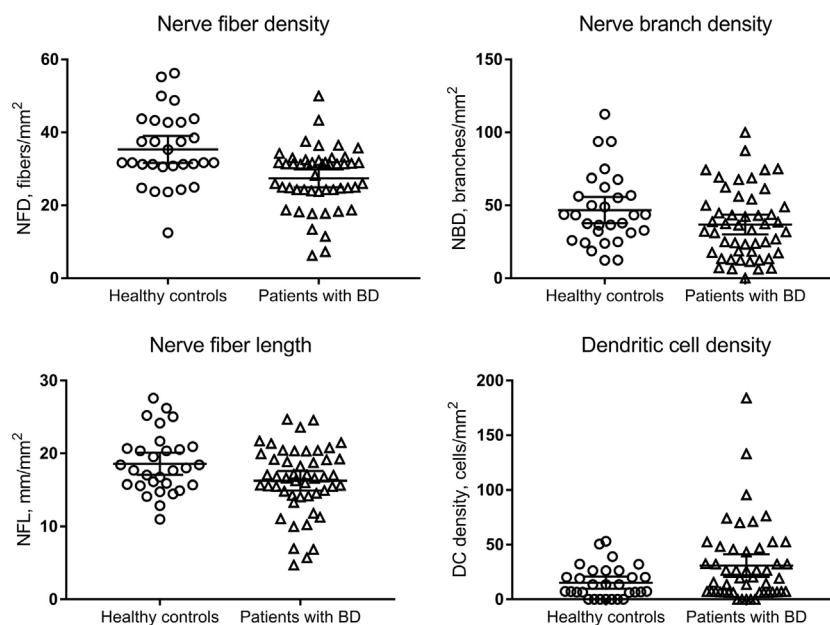 Nerve fiber density
NFD, fibers/mm²
60
40
20
0
Healthy controls
Patients with BD
Nerve branch density
NBD, branches/mm²
150
100
50
0
Healthy controls
Patients with BD
Nerve fiber length
NFL, mm/mm²
30
20
10
0
Healthy controls
Patients with BD
Dendritic cell density
DC density, cells/mm²
200
150
100
50
0
Healthy controls
Patients with BD